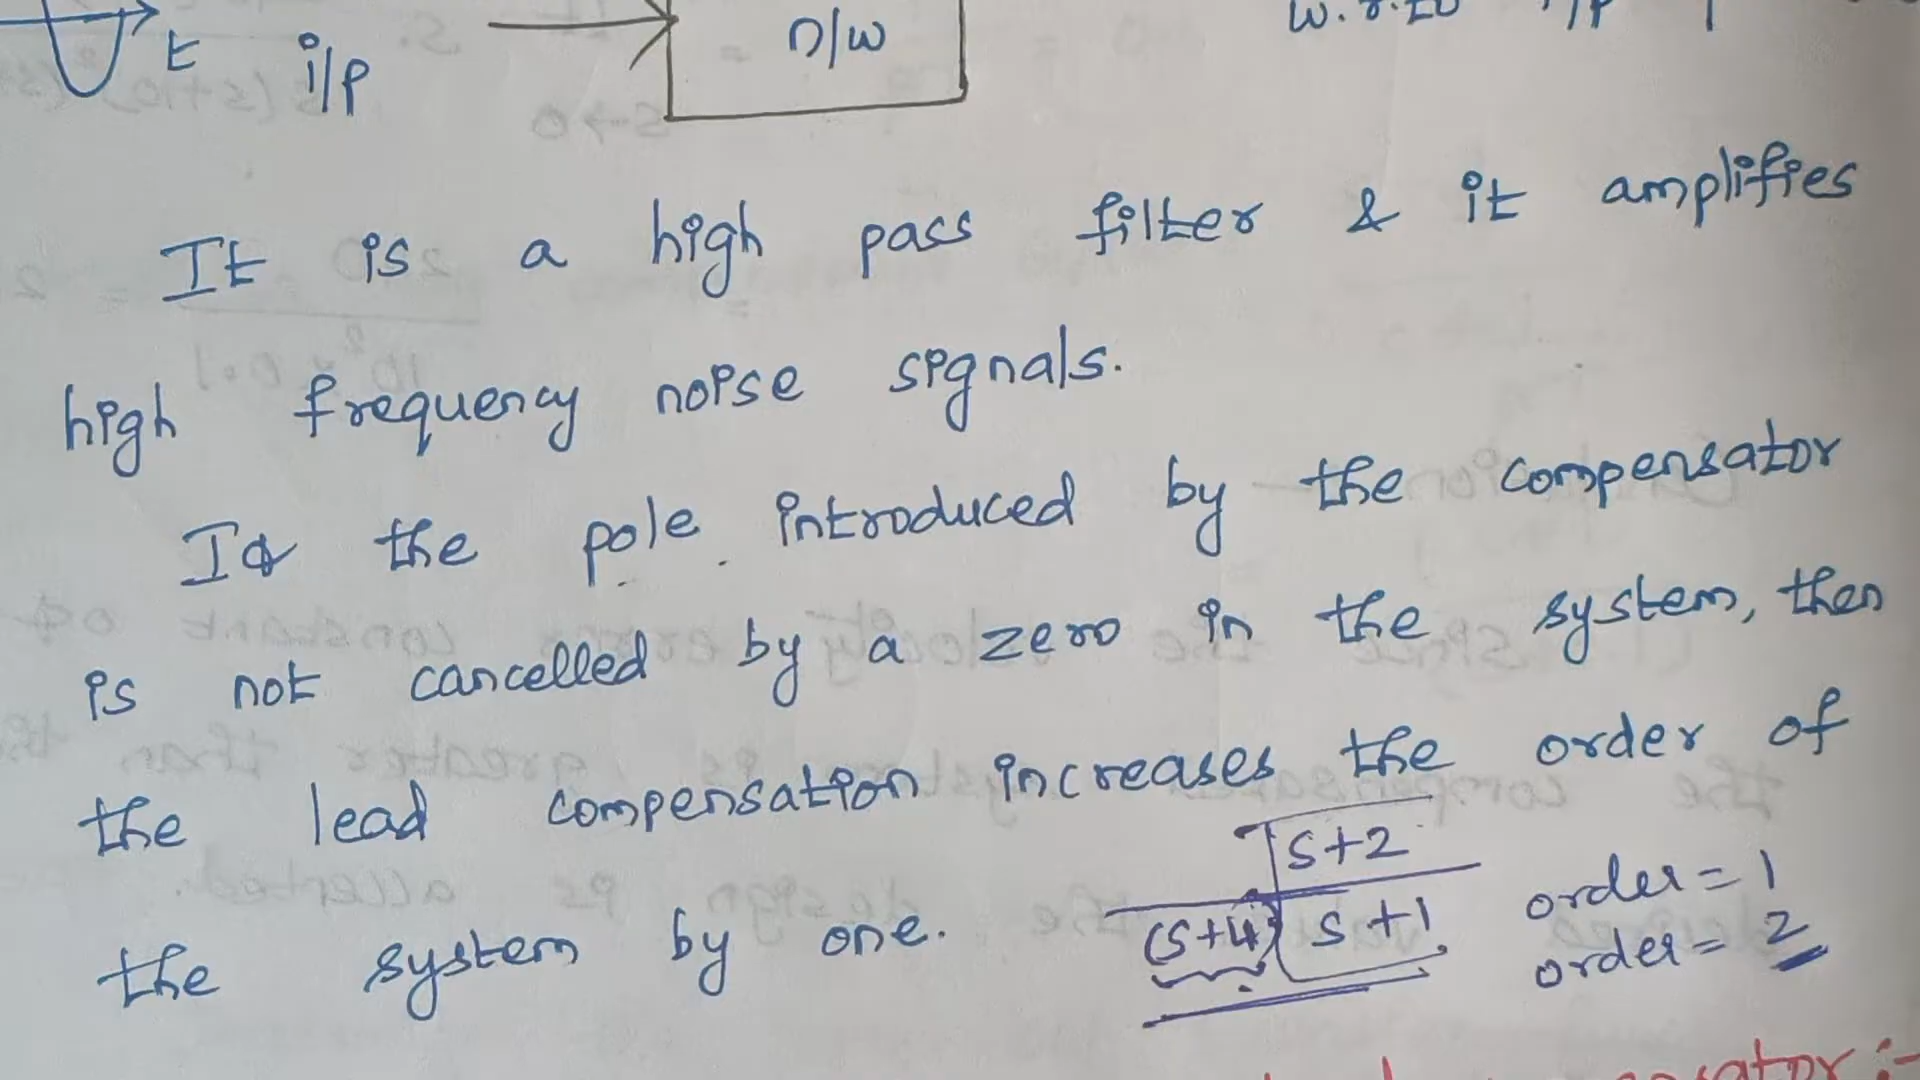 t i/p n/w w.r.to i/p
It is a high pass filter & it amplifies
high frequency noise signals.
If the pole introduced by the compensator
is not cancelled by a zero in the system, then
the lead compensation increases the order of
the system by one.
s+2
(s+4) s+1
order = 1
order = 2